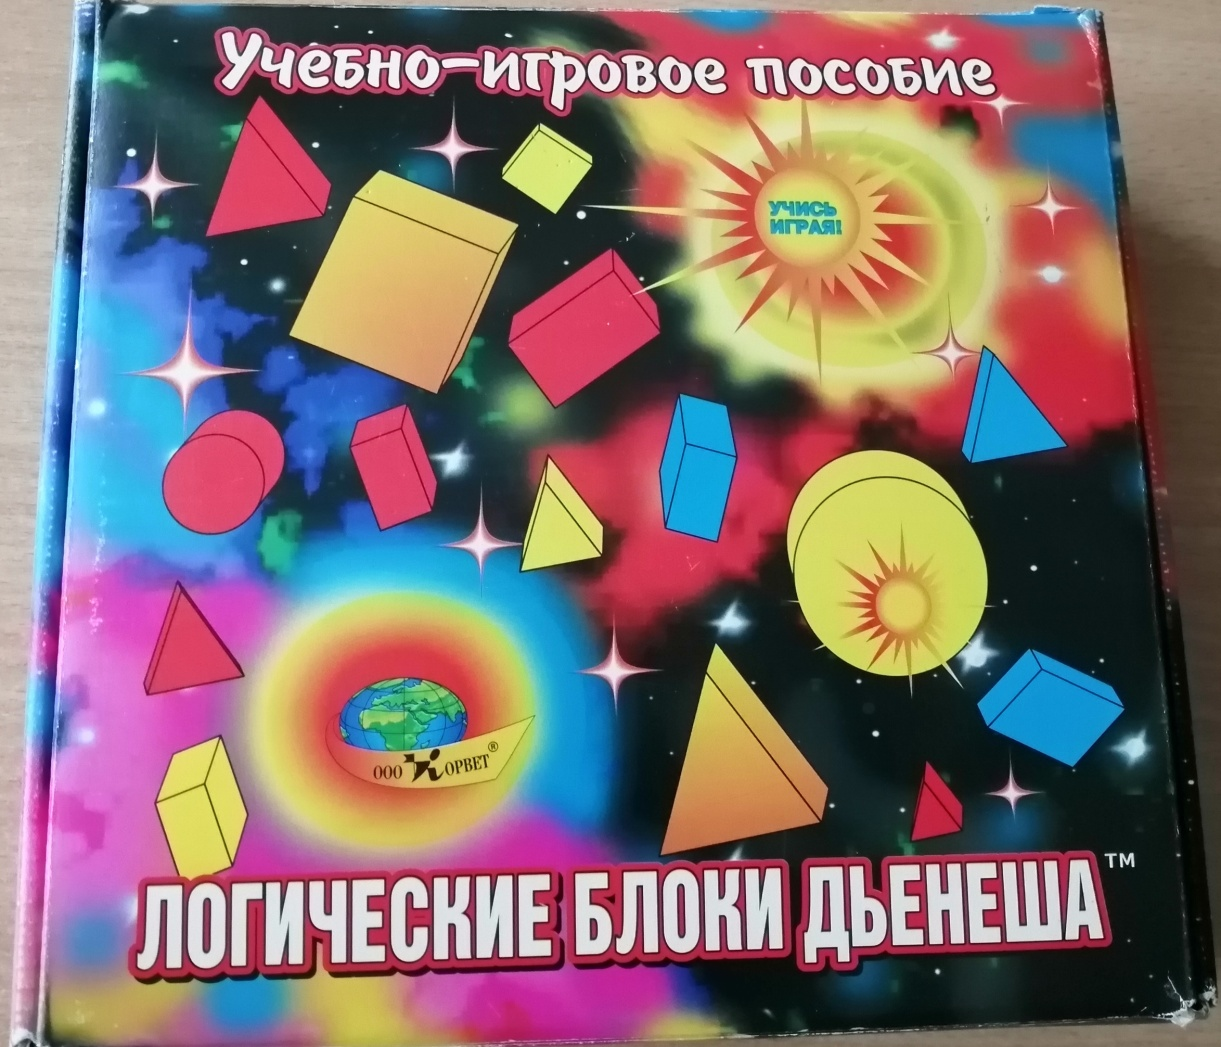 Учебно-игровое пособие
УЧИСЬ
ИГРАЯ!
ООО КОРВЕТ®
ЛОГИЧЕСКИЕ БЛОКИ ДЬЕНЕША™